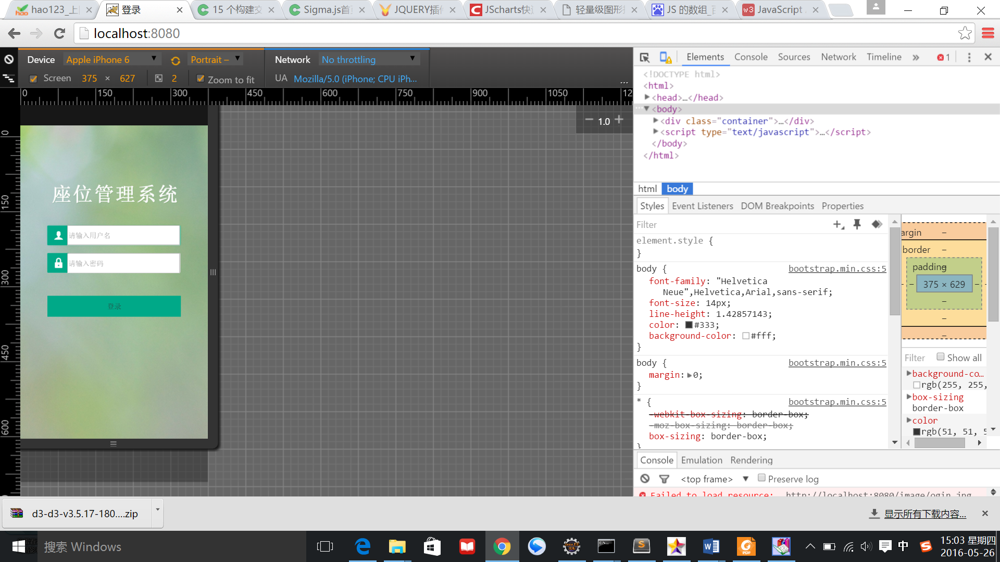 hao123_上
登录
15 个构建交
Sigma.js首
JQUERY插件
JScharts快
轻量级图形
JS 的数组_百
JavaScript
localhost:8080
Device
Apple iPhone 6
Portrait –
Network
No throttling
Screen
375 × 627
2
Zoom to fit
UA
Mozilla/5.0 (iPhone; CPU iPh...
...
0 150 300 450 600 750 900 1050 12
0
150
300
450
600
1.0
座位管理系统
请输入用户名
请输入密码
登录
Elements Console Sources Network Timeline » 1
<!DOCTYPE html>
<html>
<head>…</head>
<body>
<div class="container">…</div>
<script type="text/javascript">…</script>
</body>
</html>
html body
Styles Event Listeners DOM Breakpoints Properties
Filter
element.style {
}
body {
bootstrap.min.css:5
font-family: "Helvetica
Neue",Helvetica,Arial,sans-serif;
font-size: 14px;
line-height: 1.42857143;
color: #333;
background-color: #fff;
}
body {
bootstrap.min.css:5
margin: 0;
}
* {
bootstrap.min.css:5
-webkit-box-sizing: border-box;
-moz-box-sizing: border-box;
box-sizing: border-box;
}
argin –
border –
padding –
– – 375 × 629 – –
–
–
–
Filter Show all
background-co…
rgb(255, 255,
box-sizing
border-box
color
rgb(51, 51, 5
Console Emulation Rendering
<top frame> ▼ Preserve log
Failed to load resource: http://localhost:8080/image/ogin.jpg
d3-d3-v3.5.17-180....zip
显示所有下载内容...
搜索 Windows
中
15:03 星期四
2016-05-26